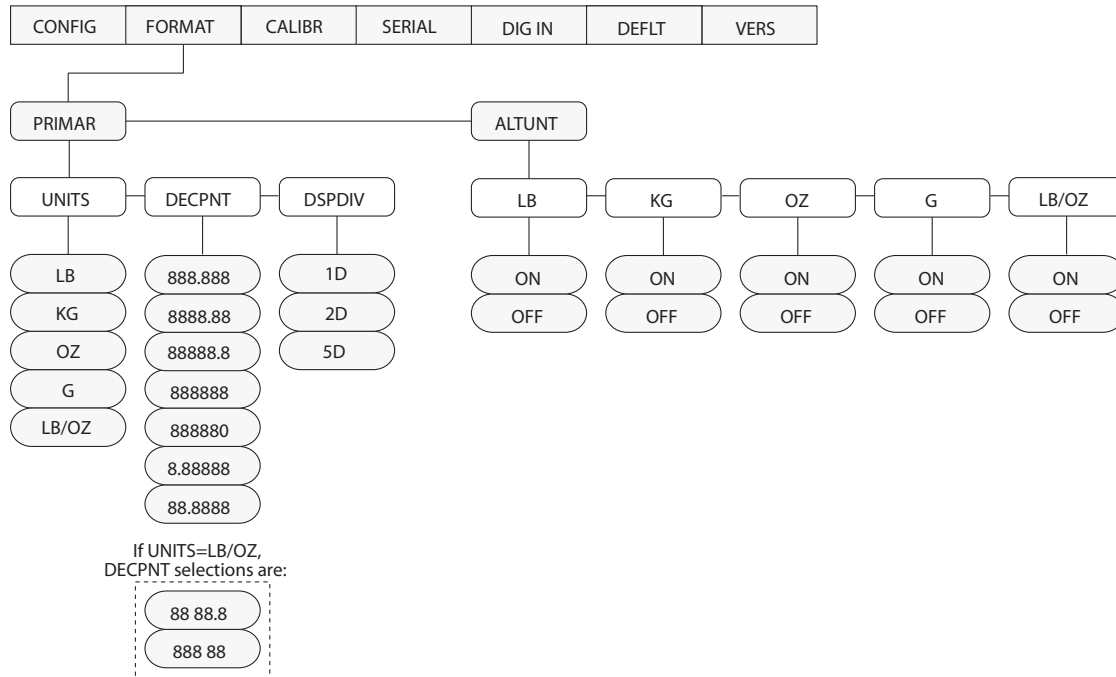 CONFIG FORMAT CALIBR SERIAL DIG IN DEFLT VERS
PRIMAR ALTUNT
UNITS DECPNT DSPDIV LB KG OZ G LB/OZ
LB 888.888 1D ON ON ON ON ON
KG 8888.88 2D OFF OFF OFF OFF OFF
OZ 88888.8 5D
G 888888
LB/OZ 888880
8.88888
88.8888
If UNITS=LB/OZ,
DECPNT selections are:
88 88.8
888 88